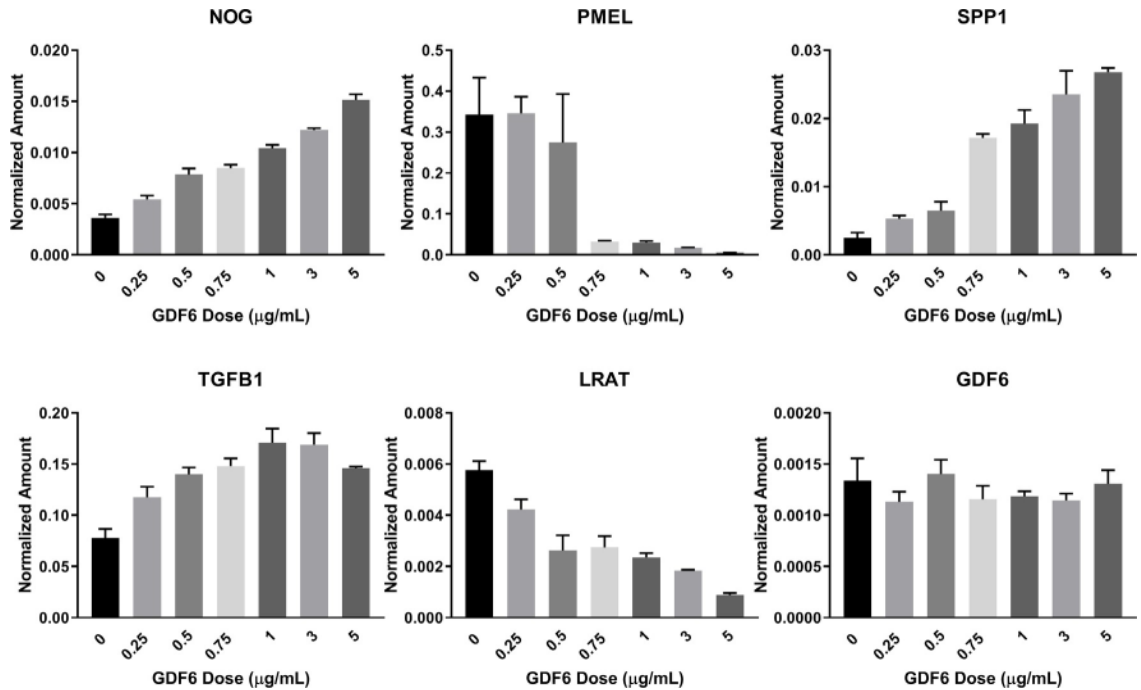 NOG
Normalized Amount
0.020
0.015
0.010
0.005
0.000
0 0.25 0.5 0.75 1 3 5
GDF6 Dose (μg/mL)
PMEL
Normalized Amount
0.5
0.4
0.3
0.2
0.1
0.0
0 0.25 0.5 0.75 1 3 5
GDF6 Dose (μg/mL)
SPP1
Normalized Amount
0.03
0.02
0.01
0.00
0 0.25 0.5 0.75 1 3 5
GDF6 Dose (μg/mL)
TGFB1
Normalized Amount
0.20
0.15
0.10
0.05
0.00
0 0.25 0.5 0.75 1 3 5
GDF6 Dose (μg/mL)
LRAT
Normalized Amount
0.008
0.006
0.004
0.002
0.000
0 0.25 0.5 0.75 1 3 5
GDF6 Dose (μg/mL)
GDF6
Normalized Amount
0.0020
0.0015
0.0010
0.0005
0.0000
0 0.25 0.5 0.75 1 3 5
GDF6 Dose (μg/mL)